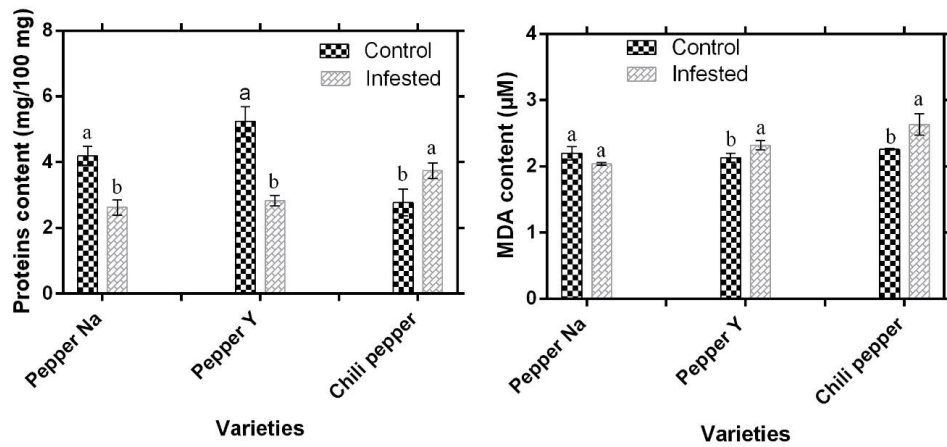 8
6
4
2
0
Proteins content (mg/100 mg)
Control
Infested
a
b
a
b
b
a
Pepper Na
Pepper Y
Chili pepper
Varieties
4
3
2
1
0
MDA content (µM)
Control
Infested
a
a
b
a
b
a
Pepper Na
Pepper Y
Chili pepper
Varieties